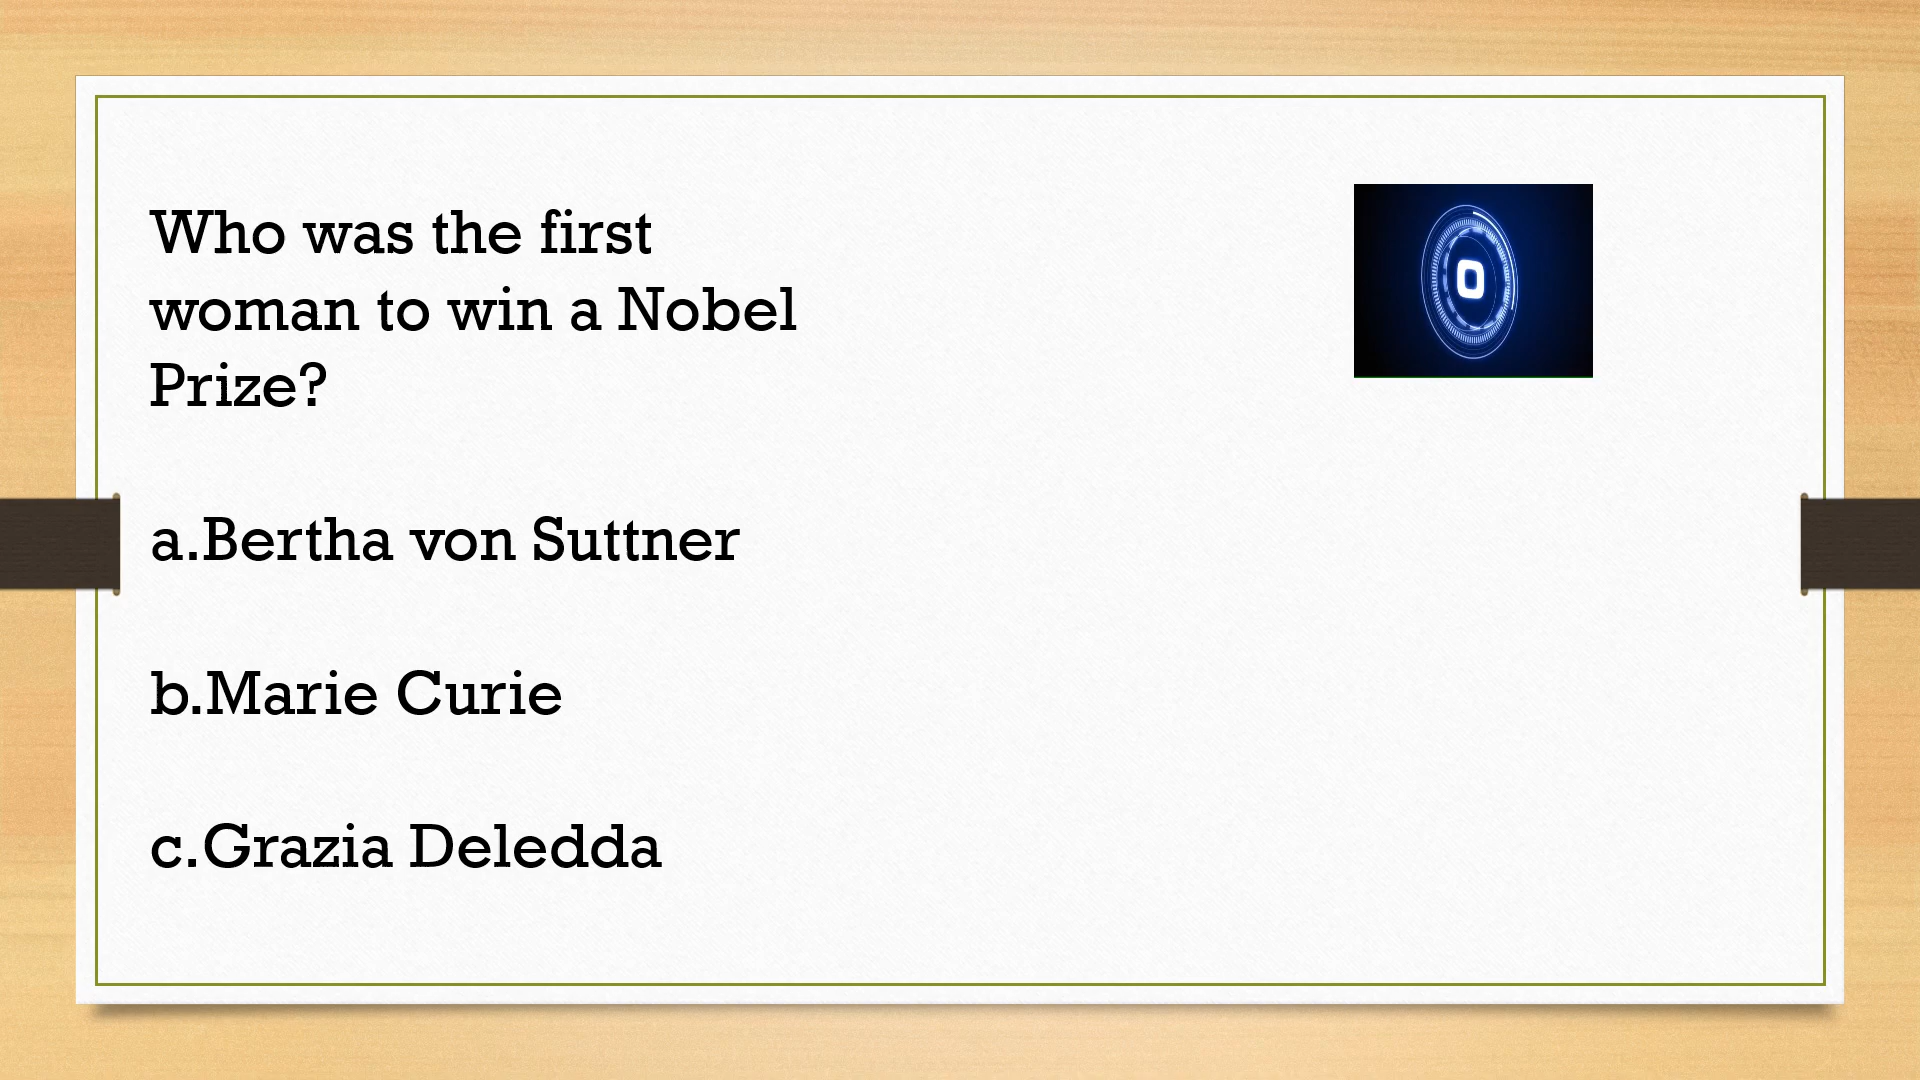 Who was the first
woman to win a Nobel
Prize?
a.Bertha von Suttner
b.Marie Curie
c.Grazia Deledda
0